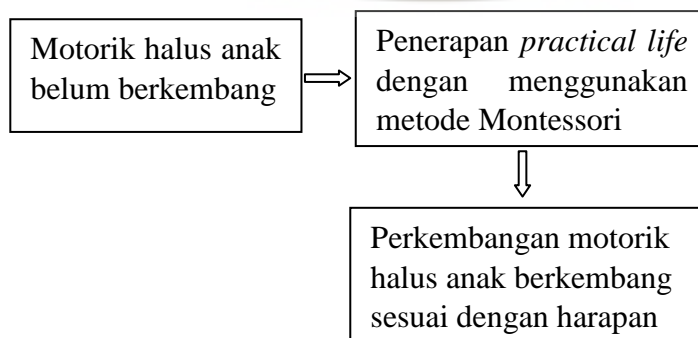 Motorik halus anak
belum berkembang
Penerapan practical life
dengan menggunakan
metode Montessori
Perkembangan motorik
halus anak berkembang
sesuai dengan harapan